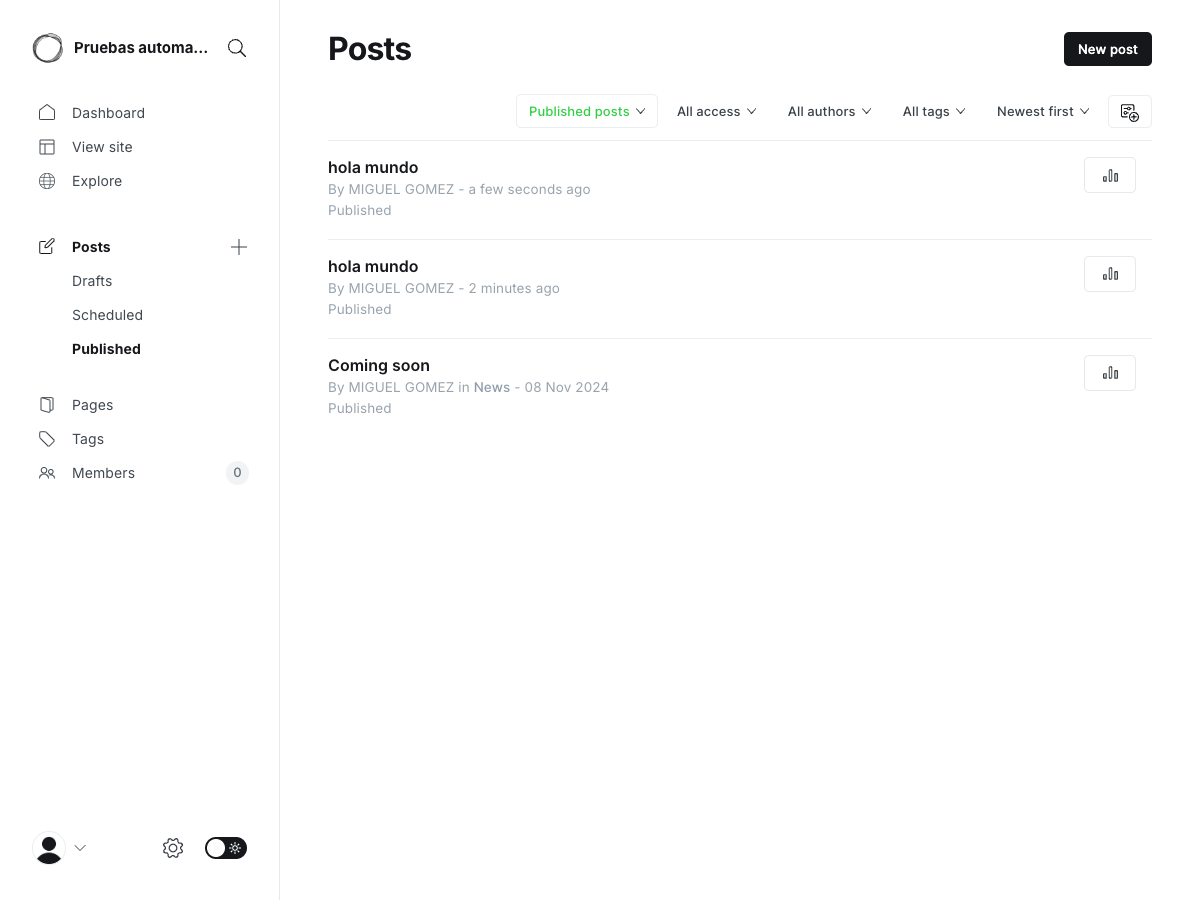 Pruebas automa...
Dashboard
View site
Explore
Posts
Drafts
Scheduled
Published
Pages
Tags
Members 0
Posts
New post
Published posts All access All authors All tags Newest first
hola mundo
By MIGUEL GOMEZ - a few seconds ago
Published
hola mundo
By MIGUEL GOMEZ - 2 minutes ago
Published
Coming soon
By MIGUEL GOMEZ in News - 08 Nov 2024
Published